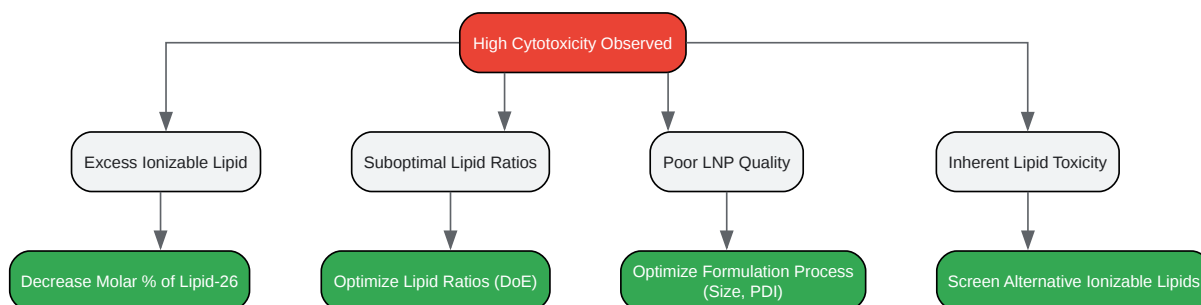 High Cytotoxicity Observed
Excess Ionizable Lipid
Suboptimal Lipid Ratios
Poor LNP Quality
Inherent Lipid Toxicity
Decrease Molar % of Lipid-26
Optimize Lipid Ratios (DoE)
Optimize Formulation Process
(Size, PDI)
Screen Alternative Ionizable Lipids